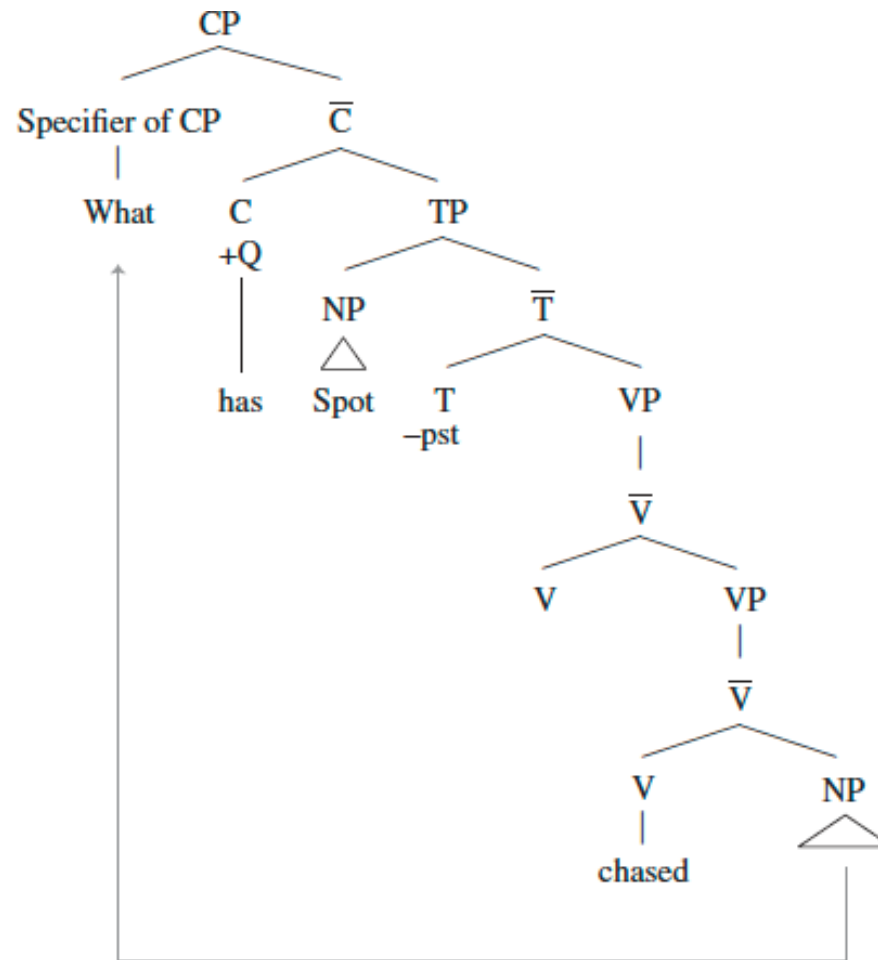 CP
Specifier of CP C̅
What C TP
+Q
NP T̅
has Spot T VP
–pst
V̅
V VP
V̅
V NP
chased